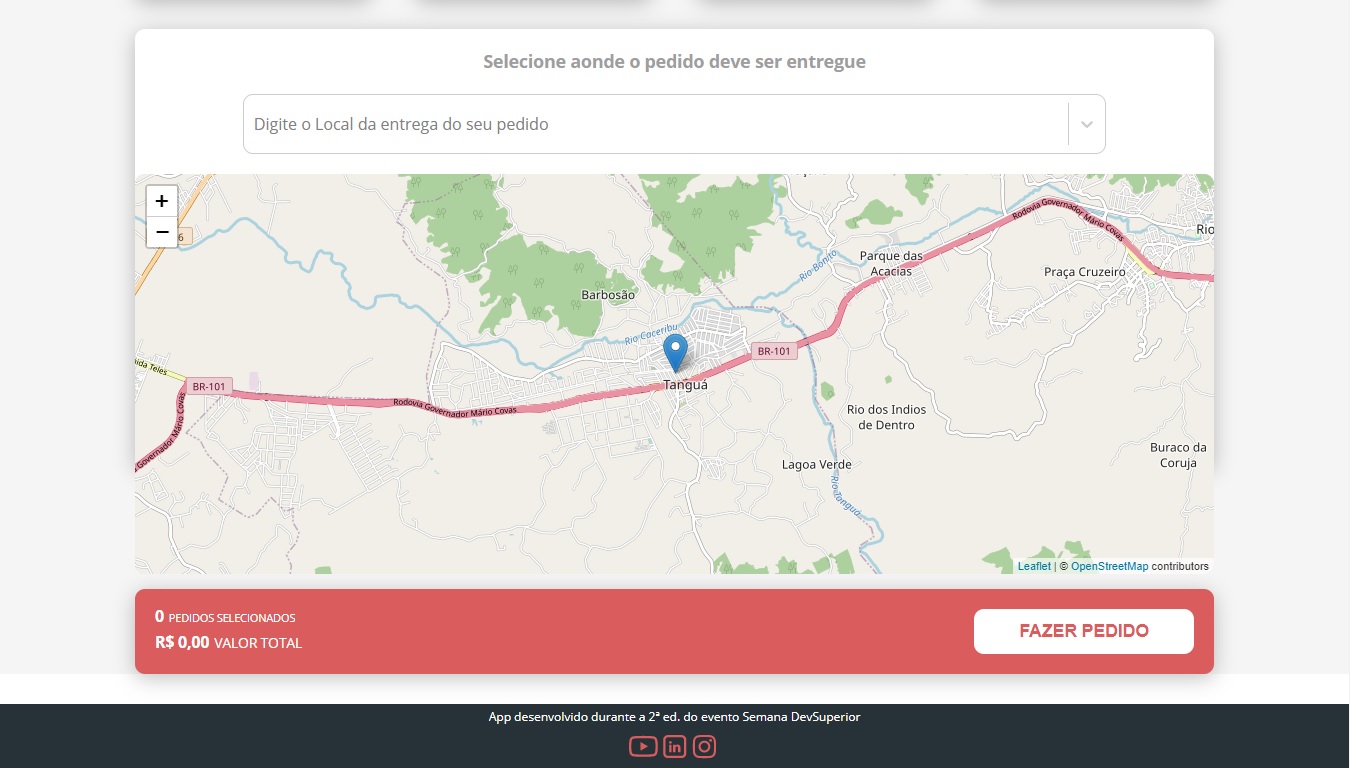 Selecione aonde o pedido deve ser entregue
Digite o Local da entrega do seu pedido
+
−
6
Rio
Rodovia Governador Mário Covas
Parque das
Acacias
Praça Cruzeiro
Rio Bonito
Barbosão
Rio Caceribu
BR-101
Tanguá
BR-101
Rodovia Governador Mário Covas
Governador Mário Covas
Rio dos Indios
de Dentro
Lagoa Verde
Buraco da
Coruja
Rio Tanguá
Leaflet | © OpenStreetMap contributors
0 PEDIDOS SELECIONADOS
R$ 0,00 VALOR TOTAL
FAZER PEDIDO
App desenvolvido durante a 2ª ed. do evento Semana DevSuperior
in